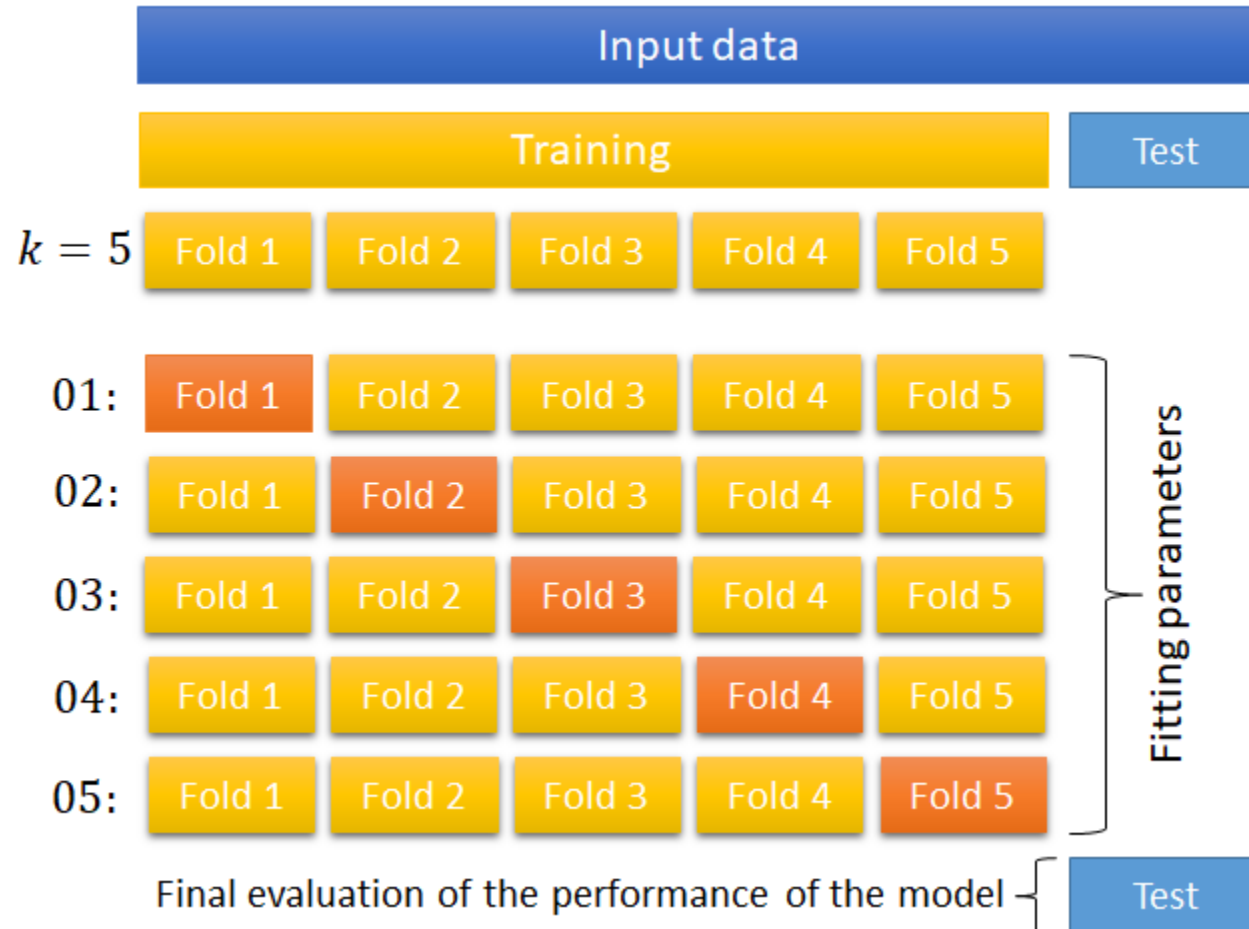 Input data
Training Test
k = 5 Fold 1 Fold 2 Fold 3 Fold 4 Fold 5
01: Fold 1 Fold 2 Fold 3 Fold 4 Fold 5
02: Fold 1 Fold 2 Fold 3 Fold 4 Fold 5
03: Fold 1 Fold 2 Fold 3 Fold 4 Fold 5
04: Fold 1 Fold 2 Fold 3 Fold 4 Fold 5
05: Fold 1 Fold 2 Fold 3 Fold 4 Fold 5
Fitting parameters
Final evaluation of the performance of the model Test